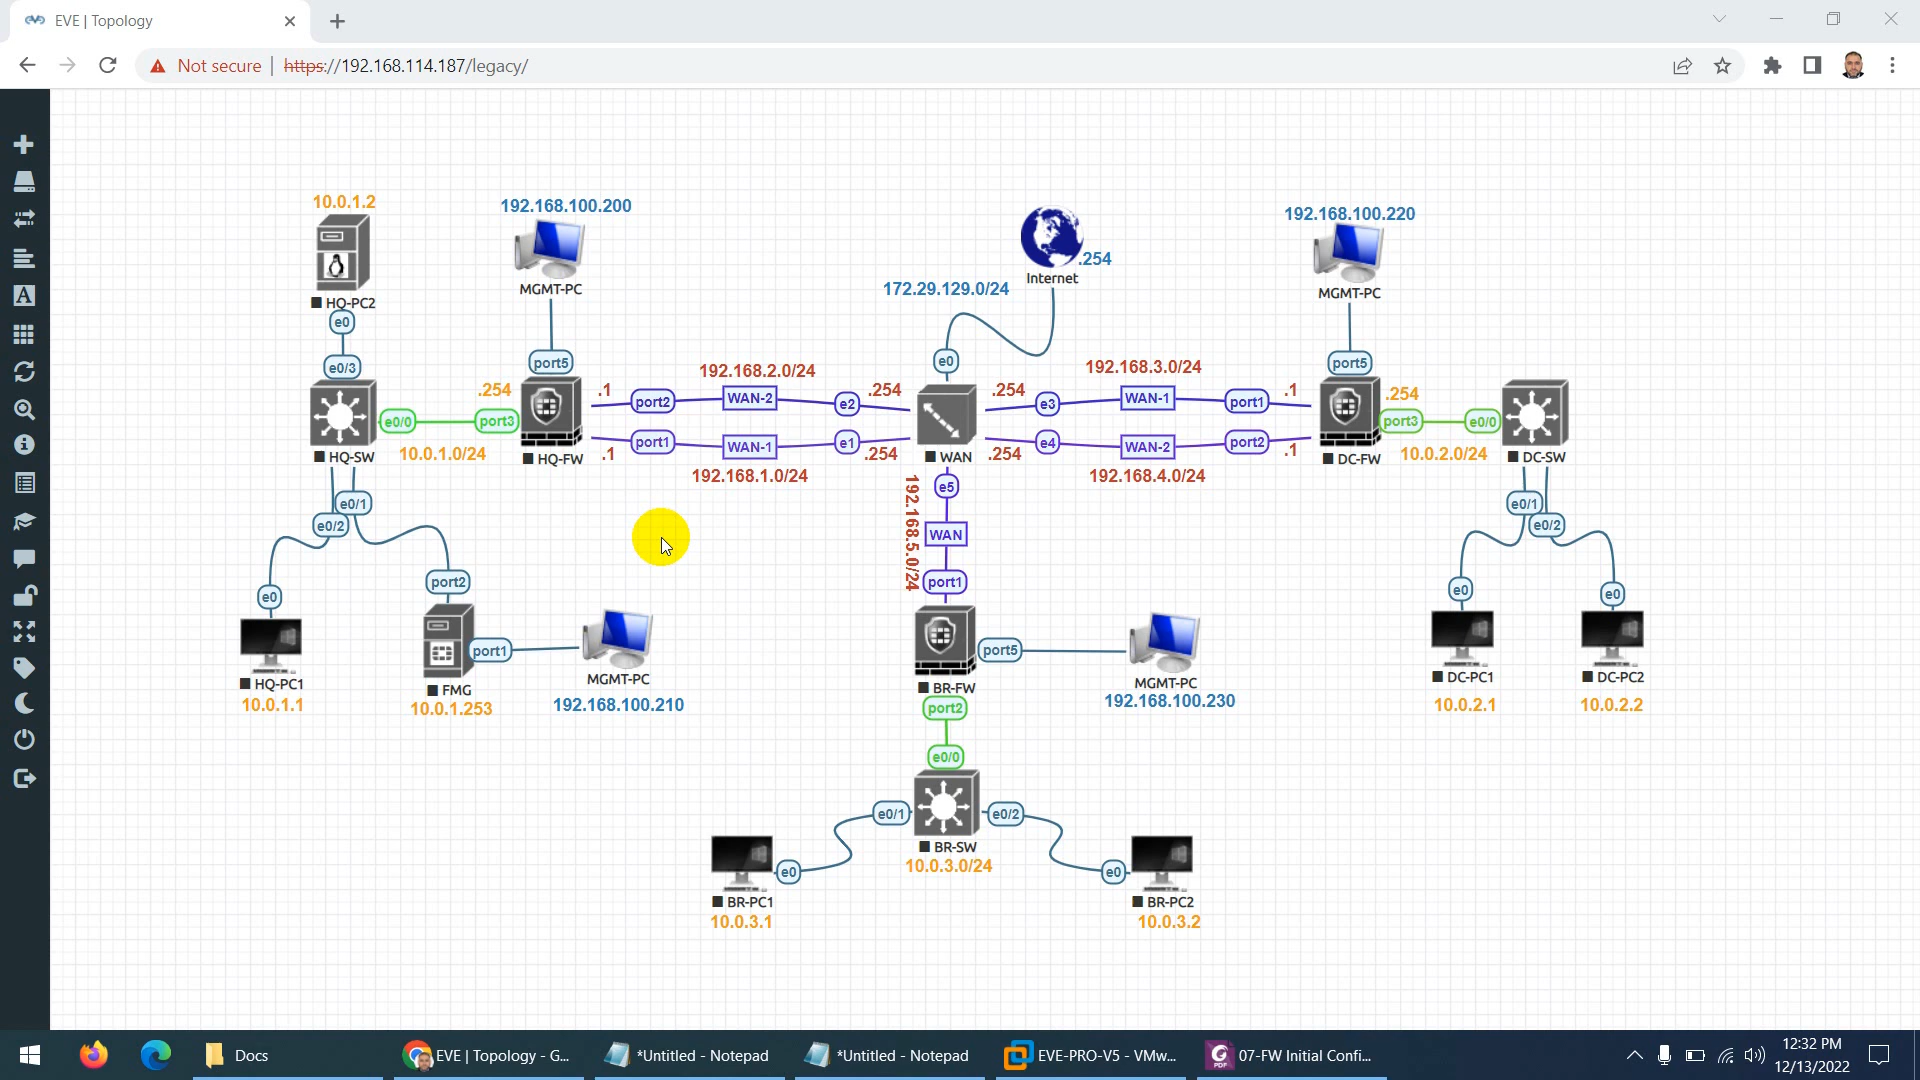 EVE | Topology
Not secure | https://192.168.114.187/legacy/
10.0.1.2
192.168.100.200
192.168.100.220
HQ-PC2
MGMT-PC
Internet
.254
172.29.129.0/24
MGMT-PC
e0
e0/3
port5
e0
port5
192.168.2.0/24
192.168.3.0/24
.254
.1
port2
WAN-2
e2
.254
.254
e3
WAN-1
port1
.1
.254
e0/0
port3
port3
e0/0
HQ-SW
10.0.1.0/24
HQ-FW
.1
port1
WAN-1
e1
.254
WAN
.254
e4
WAN-2
port2
.1
DC-FW
10.0.2.0/24
DC-SW
192.168.1.0/24
192.168.4.0/24
e5
192.168.5.0/24
WAN
port1
e0/1
e0/2
e0/1
e0/2
e0
port2
e0
e0
port1
port5
HQ-PC1
10.0.1.1
FMG
10.0.1.253
MGMT-PC
192.168.100.210
BR-FW
MGMT-PC
192.168.100.230
DC-PC1
10.0.2.1
DC-PC2
10.0.2.2
port2
e0/0
e0/1
e0/2
BR-SW
10.0.3.0/24
e0
e0
BR-PC1
10.0.3.1
BR-PC2
10.0.3.2
Docs
EVE | Topology - G...
*Untitled - Notepad
*Untitled - Notepad
EVE-PRO-V5 - VMw...
PDF
07-FW Initial Confi...
12:32 PM
12/13/2022